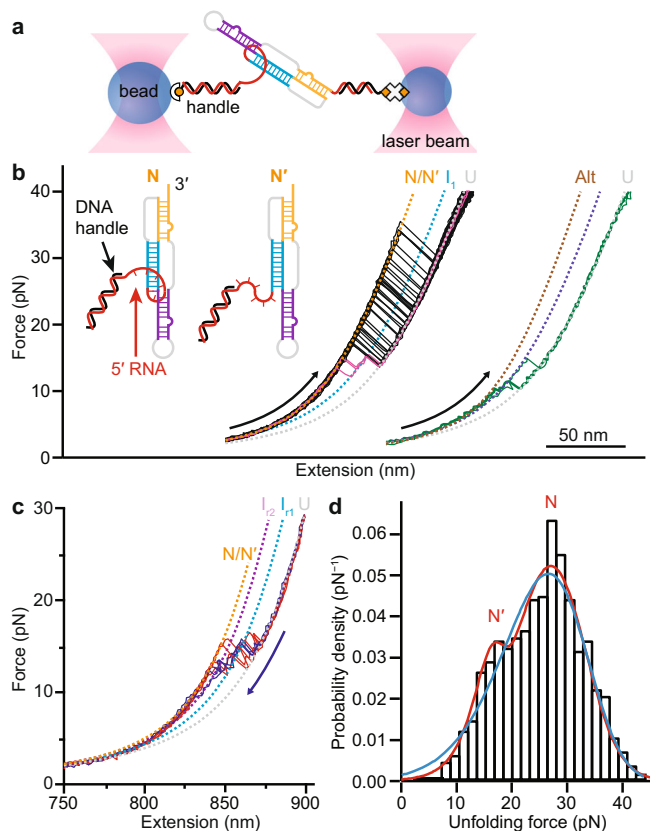 a
bead
handle
laser beam
b
N
3′
N′
DNA
handle
5′ RNA
N/N′
I1
U
Alt
U
40
30
20
10
0
Force (pN)
50 nm
Extension (nm)
c
30
20
10
0
Force (pN)
N/N′
Ir2
Ir1
U
750
800
850
900
Extension (nm)
d
N
N′
0.06
0.05
0.04
0.03
0.02
0.01
0.00
Probability density (pN−1)
0
10
20
30
40
Unfolding force (pN)